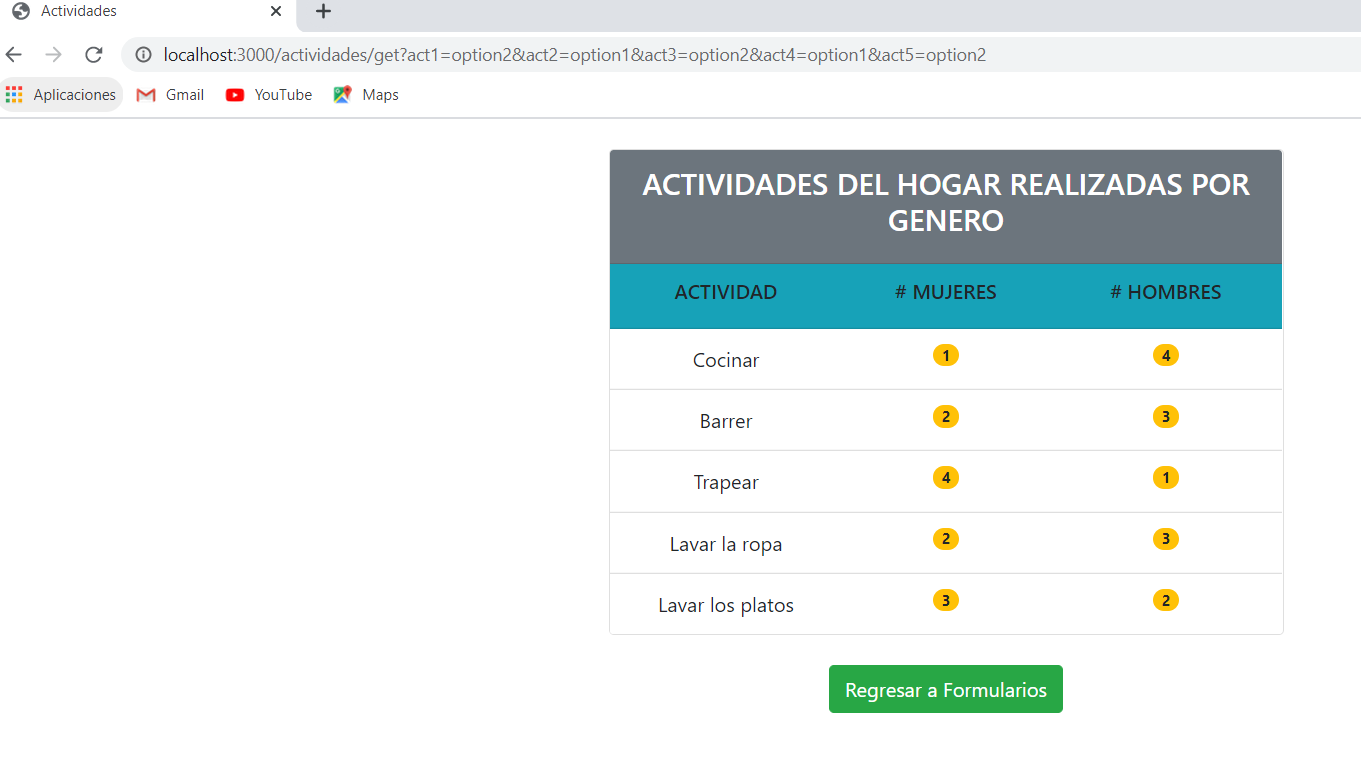 Actividades
localhost:3000/actividades/get?act1=option2&act2=option1&act3=option2&act4=option1&act5=option2
Aplicaciones Gmail YouTube Maps
ACTIVIDADES DEL HOGAR REALIZADAS POR
GENERO
ACTIVIDAD # MUJERES # HOMBRES
Cocinar 1 4
Barrer 2 3
Trapear 4 1
Lavar la ropa 2 3
Lavar los platos 3 2
Regresar a Formularios